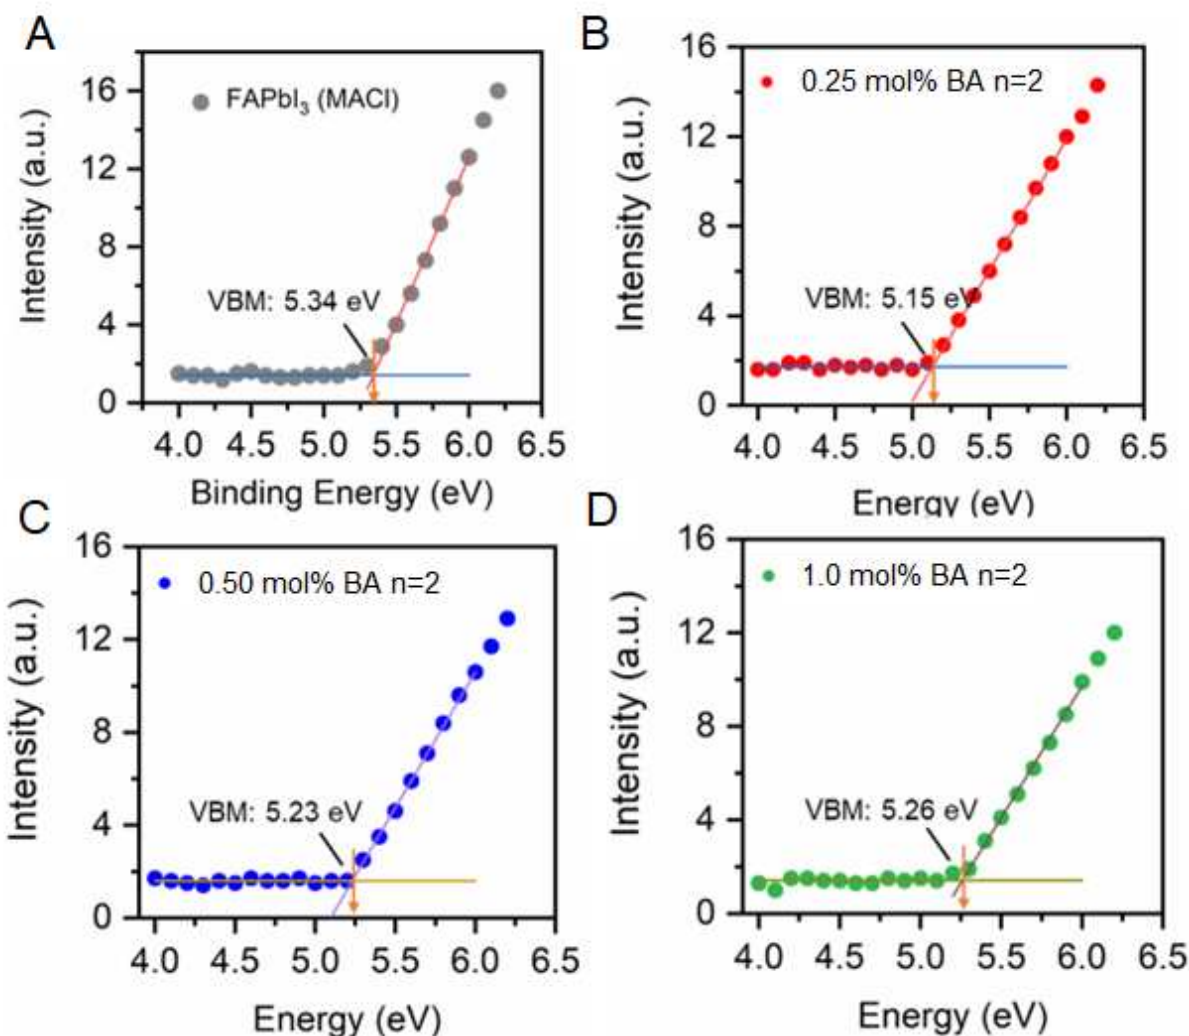 A
Intensity (a.u.)
16
12
8
4
0
FAPbI₃ (MACl)
VBM: 5.34 eV
4.0 4.5 5.0 5.5 6.0 6.5
Binding Energy (eV)
B
Intensity (a.u.)
16
12
8
4
0
0.25 mol% BA n=2
VBM: 5.15 eV
4.0 4.5 5.0 5.5 6.0 6.5
Energy (eV)
C
Intensity (a.u.)
16
12
8
4
0
0.50 mol% BA n=2
VBM: 5.23 eV
4.0 4.5 5.0 5.5 6.0 6.5
Energy (eV)
D
Intensity (a.u.)
16
12
8
4
0
1.0 mol% BA n=2
VBM: 5.26 eV
4.0 4.5 5.0 5.5 6.0 6.5
Energy (eV)